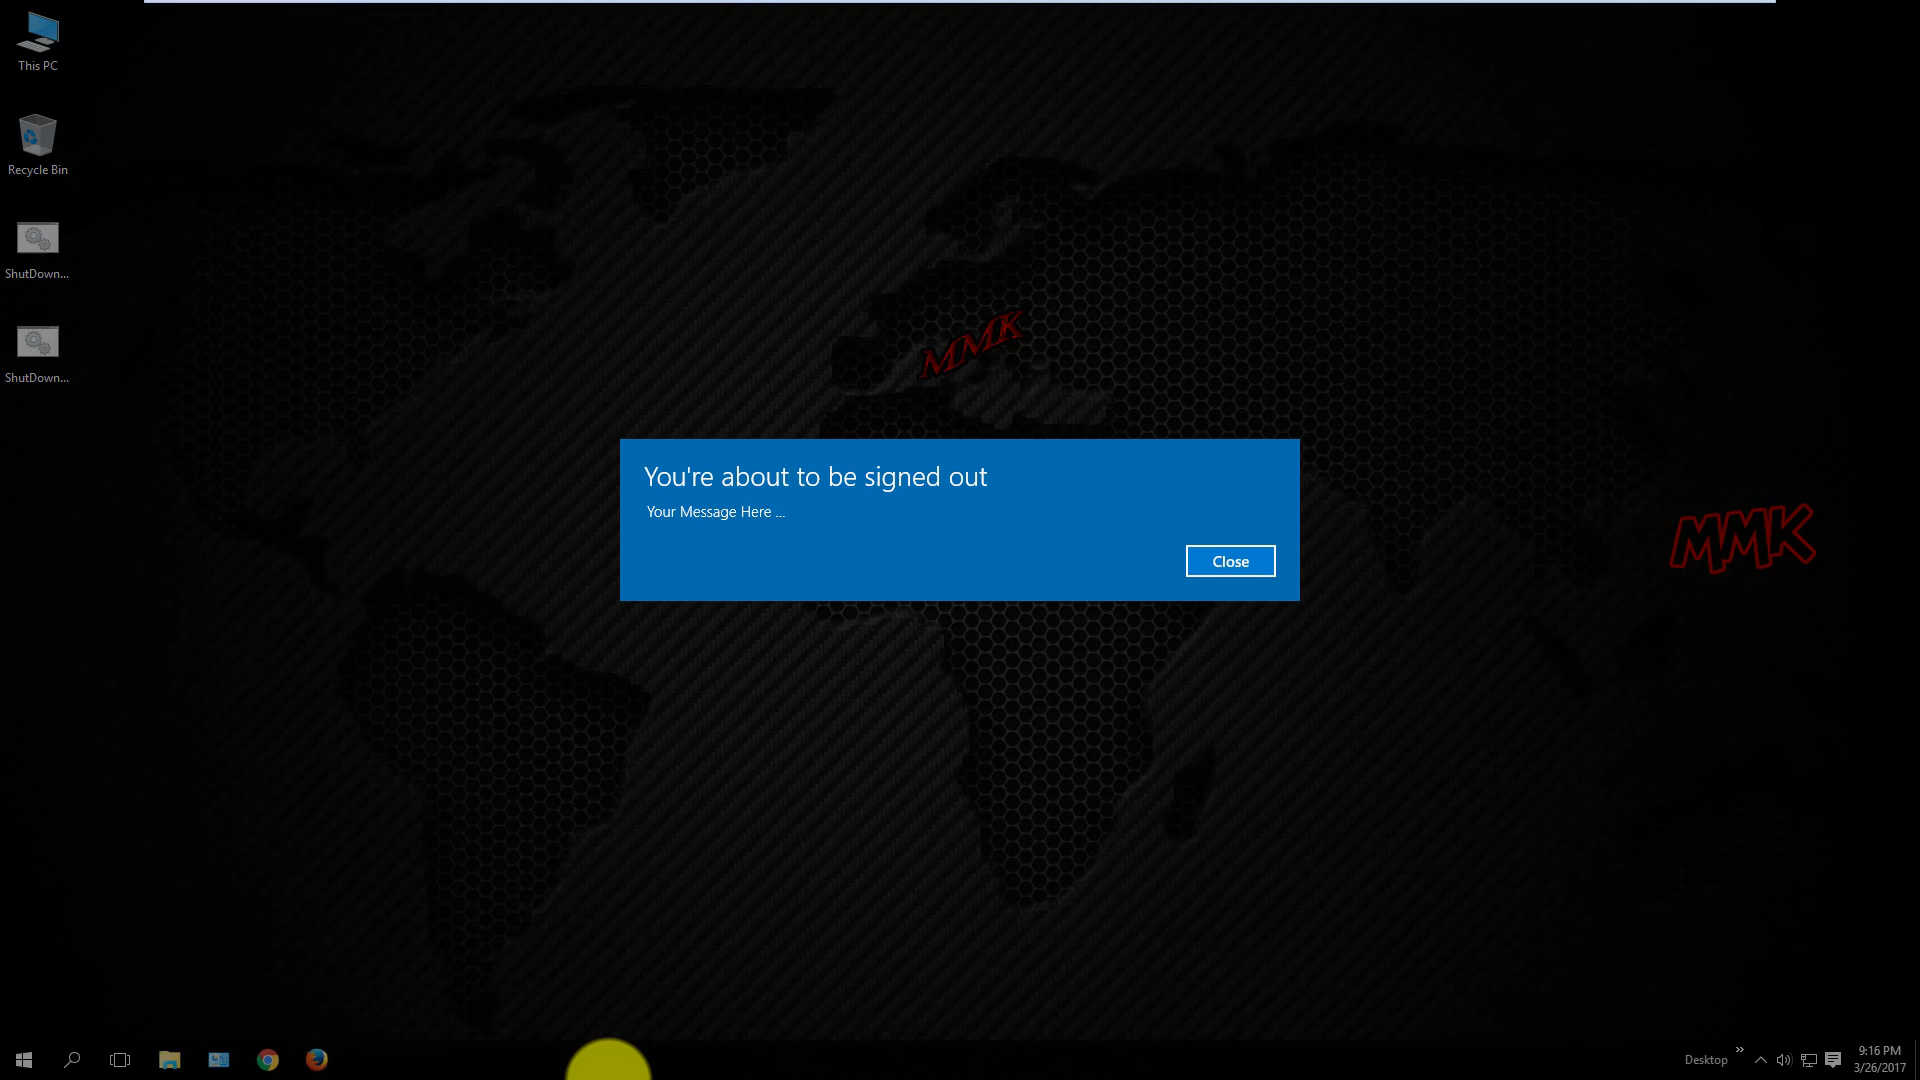 This PC
Recycle Bin
ShutDown...
ShutDown...
MMK
You're about to be signed out
Your Message Here ...
Close
MMK
Desktop
9:16 PM
3/26/2017